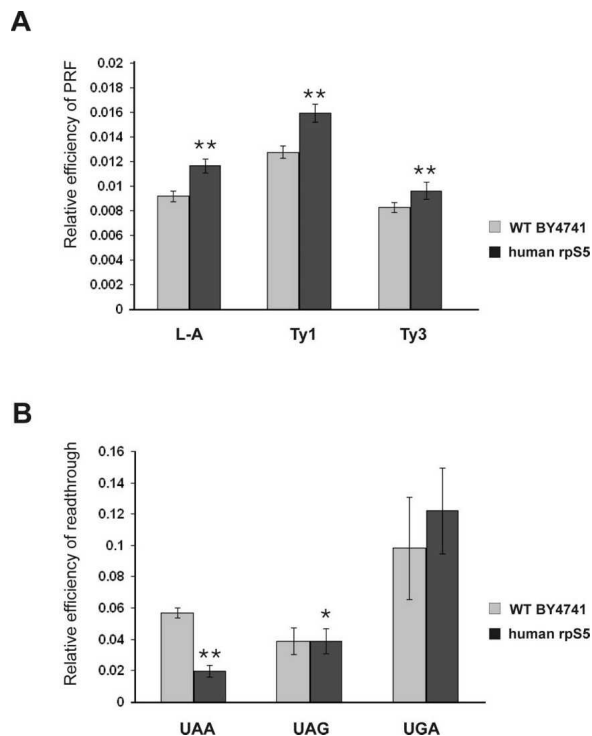 A
Relative efficiency of PRF
0.02
0.018
0.016
0.014
0.012
0.01
0.008
0.006
0.004
0.002
0
**
**
**
L-A
Ty1
Ty3
WT BY4741
human rpS5
B
Relative efficiency of readthrough
0.16
0.14
0.12
0.1
0.08
0.06
0.04
0.02
0
**
*
UAA
UAG
UGA
WT BY4741
human rpS5